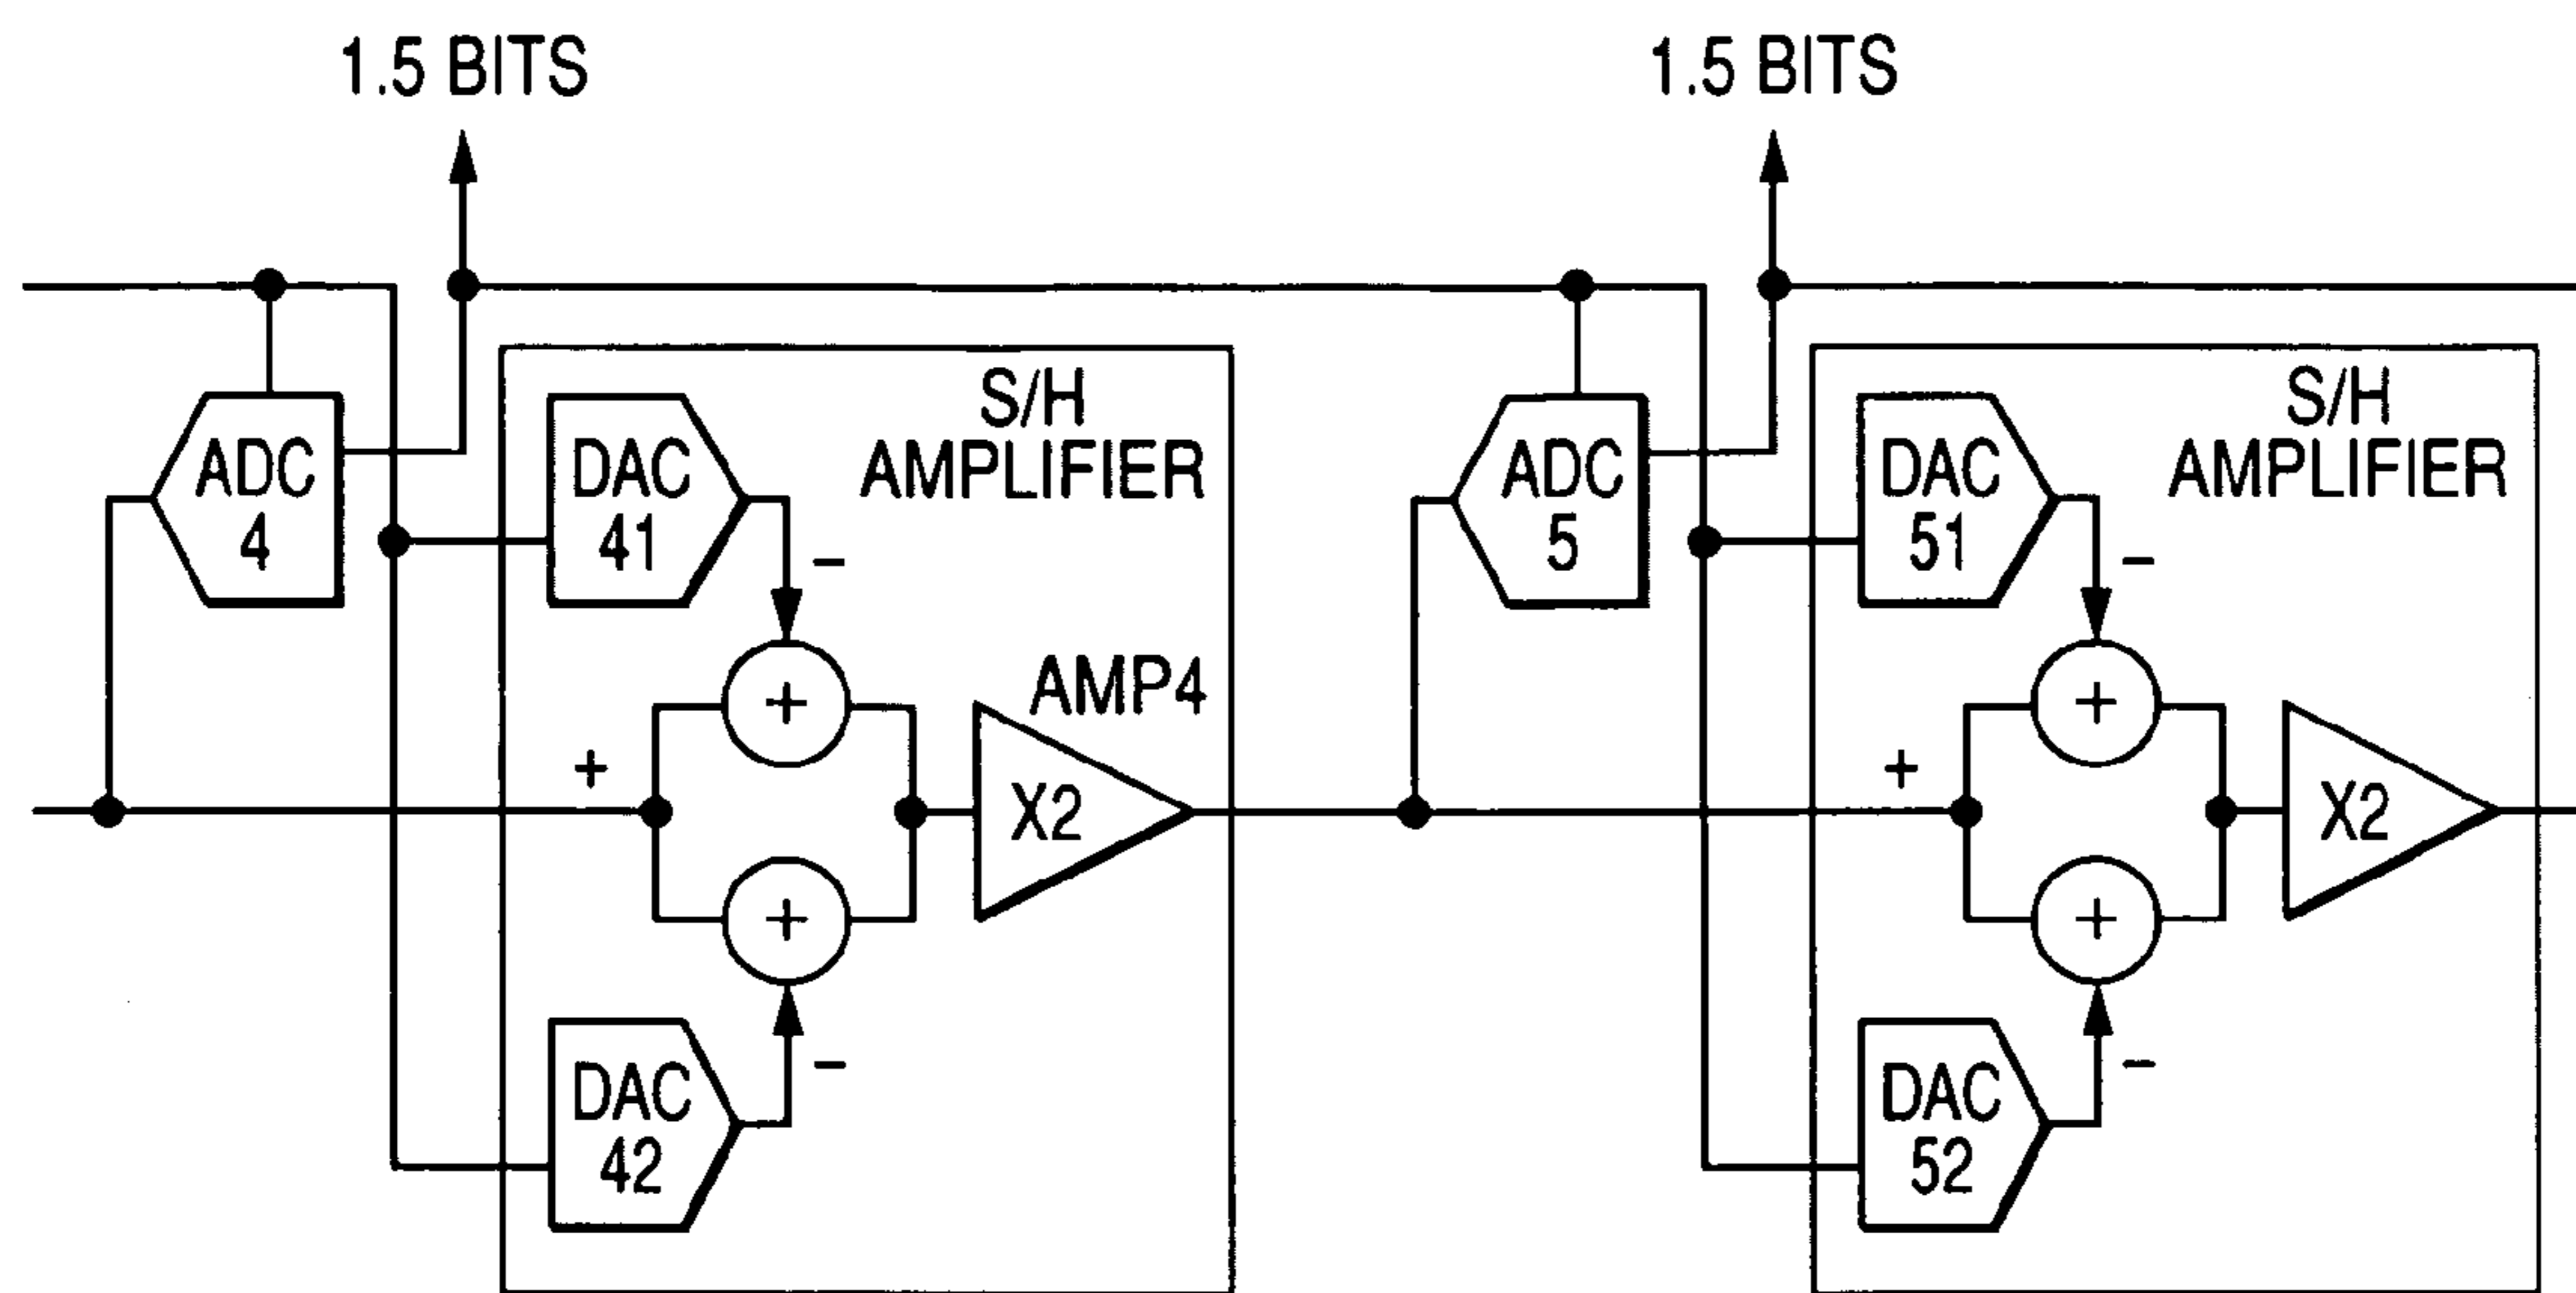 1.5 BITS
1.5 BITS
S/H
AMPLIFIER
ADC
4
DAC
41
–
+
AMP4
+
X2
+
–
DAC
42
S/H
AMPLIFIER
ADC
5
DAC
51
–
+
+
X2
+
–
DAC
52